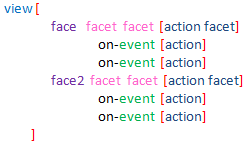 view [
face facet facet [action facet]
on-event [action]
on-event [action]
face2 facet facet [action facet]
on-event [action]
on-event [action]
]